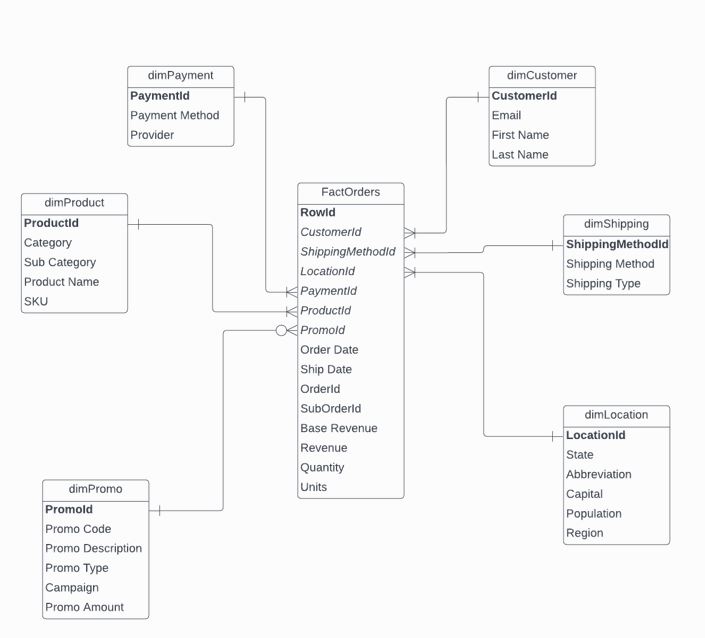 dimPayment
PaymentId
Payment Method
Provider
dimCustomer
CustomerId
Email
First Name
Last Name
dimProduct
ProductId
Category
Sub Category
Product Name
SKU
FactOrders
RowId
CustomerId
ShippingMethodId
LocationId
PaymentId
ProductId
PromoId
Order Date
Ship Date
OrderId
SubOrderId
Base Revenue
Revenue
Quantity
Units
dimShipping
ShippingMethodId
Shipping Method
Shipping Type
dimLocation
LocationId
State
Abbreviation
Capital
Population
Region
dimPromo
PromoId
Promo Code
Promo Description
Promo Type
Campaign
Promo Amount